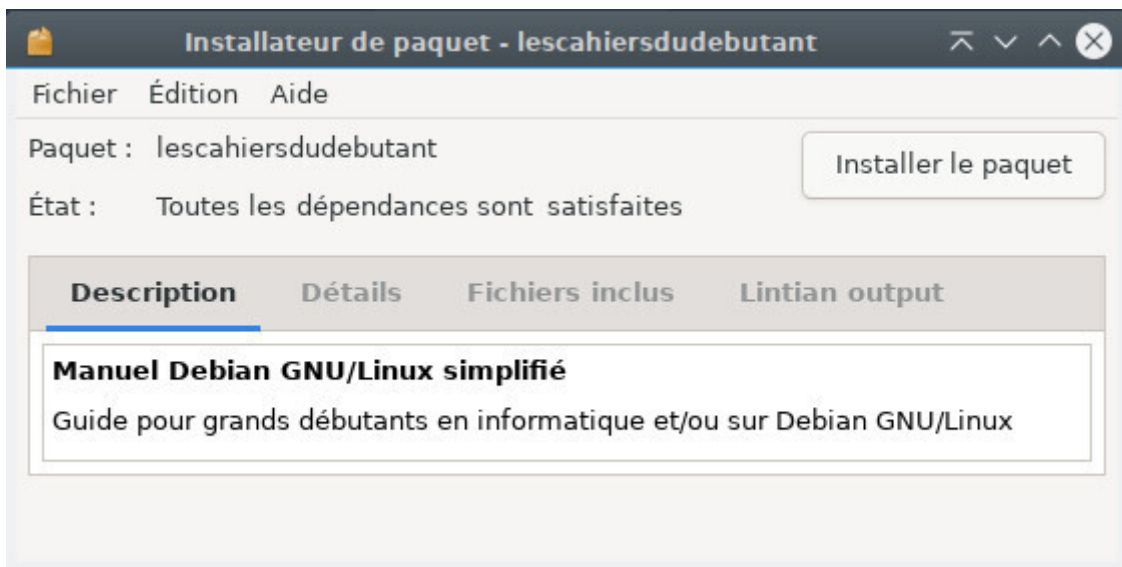 Installateur de paquet - lescahiersdudebutant
Fichier Édition Aide
Paquet : lescahiersdudebutant
Installer le paquet
État : Toutes les dépendances sont satisfaites
Description Détails Fichiers inclus Lintian output
Manuel Debian GNU/Linux simplifié
Guide pour grands débutants en informatique et/ou sur Debian GNU/Linux